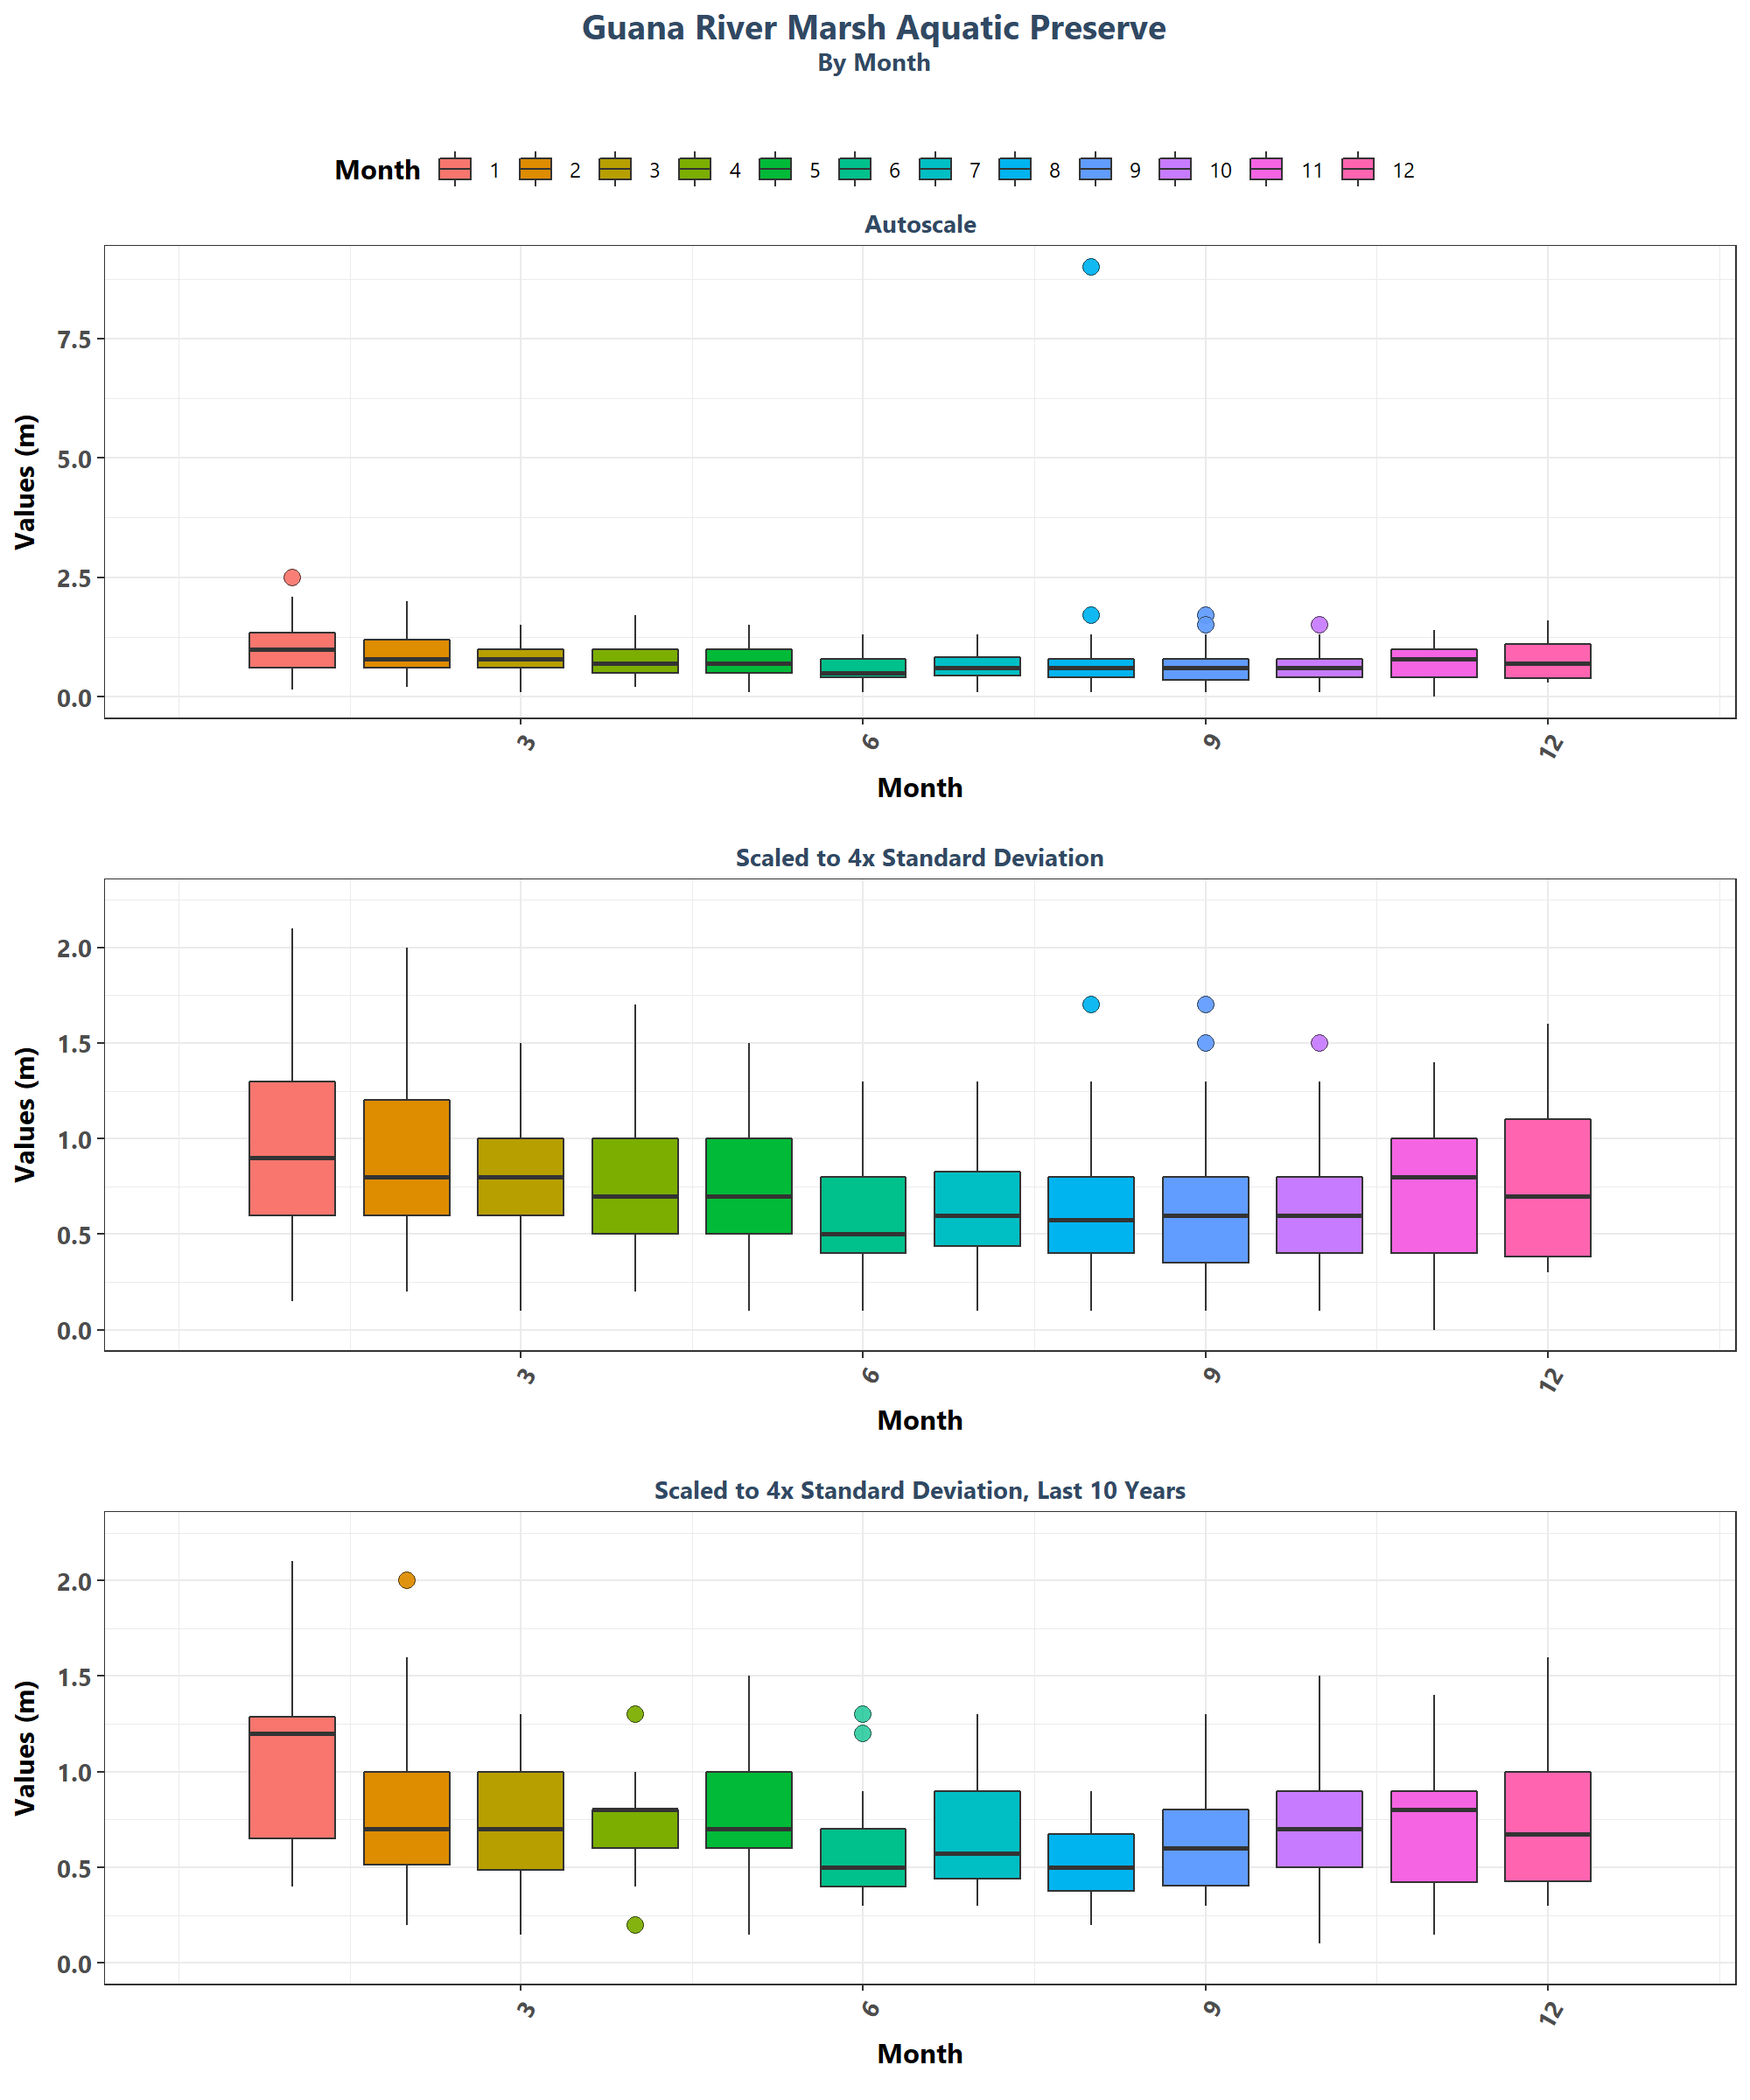 Guana River Marsh Aquatic Preserve
By Month
Month 1 2 3 4 5 6 7 8 9 10 11 12
Autoscale
Values (m)
7.5
5.0
2.5
0.0
3 6 9 12
Month
Scaled to 4x Standard Deviation
Values (m)
2.0
1.5
1.0
0.5
0.0
3 6 9 12
Month
Scaled to 4x Standard Deviation, Last 10 Years
Values (m)
2.0
1.5
1.0
0.5
0.0
3 6 9 12
Month